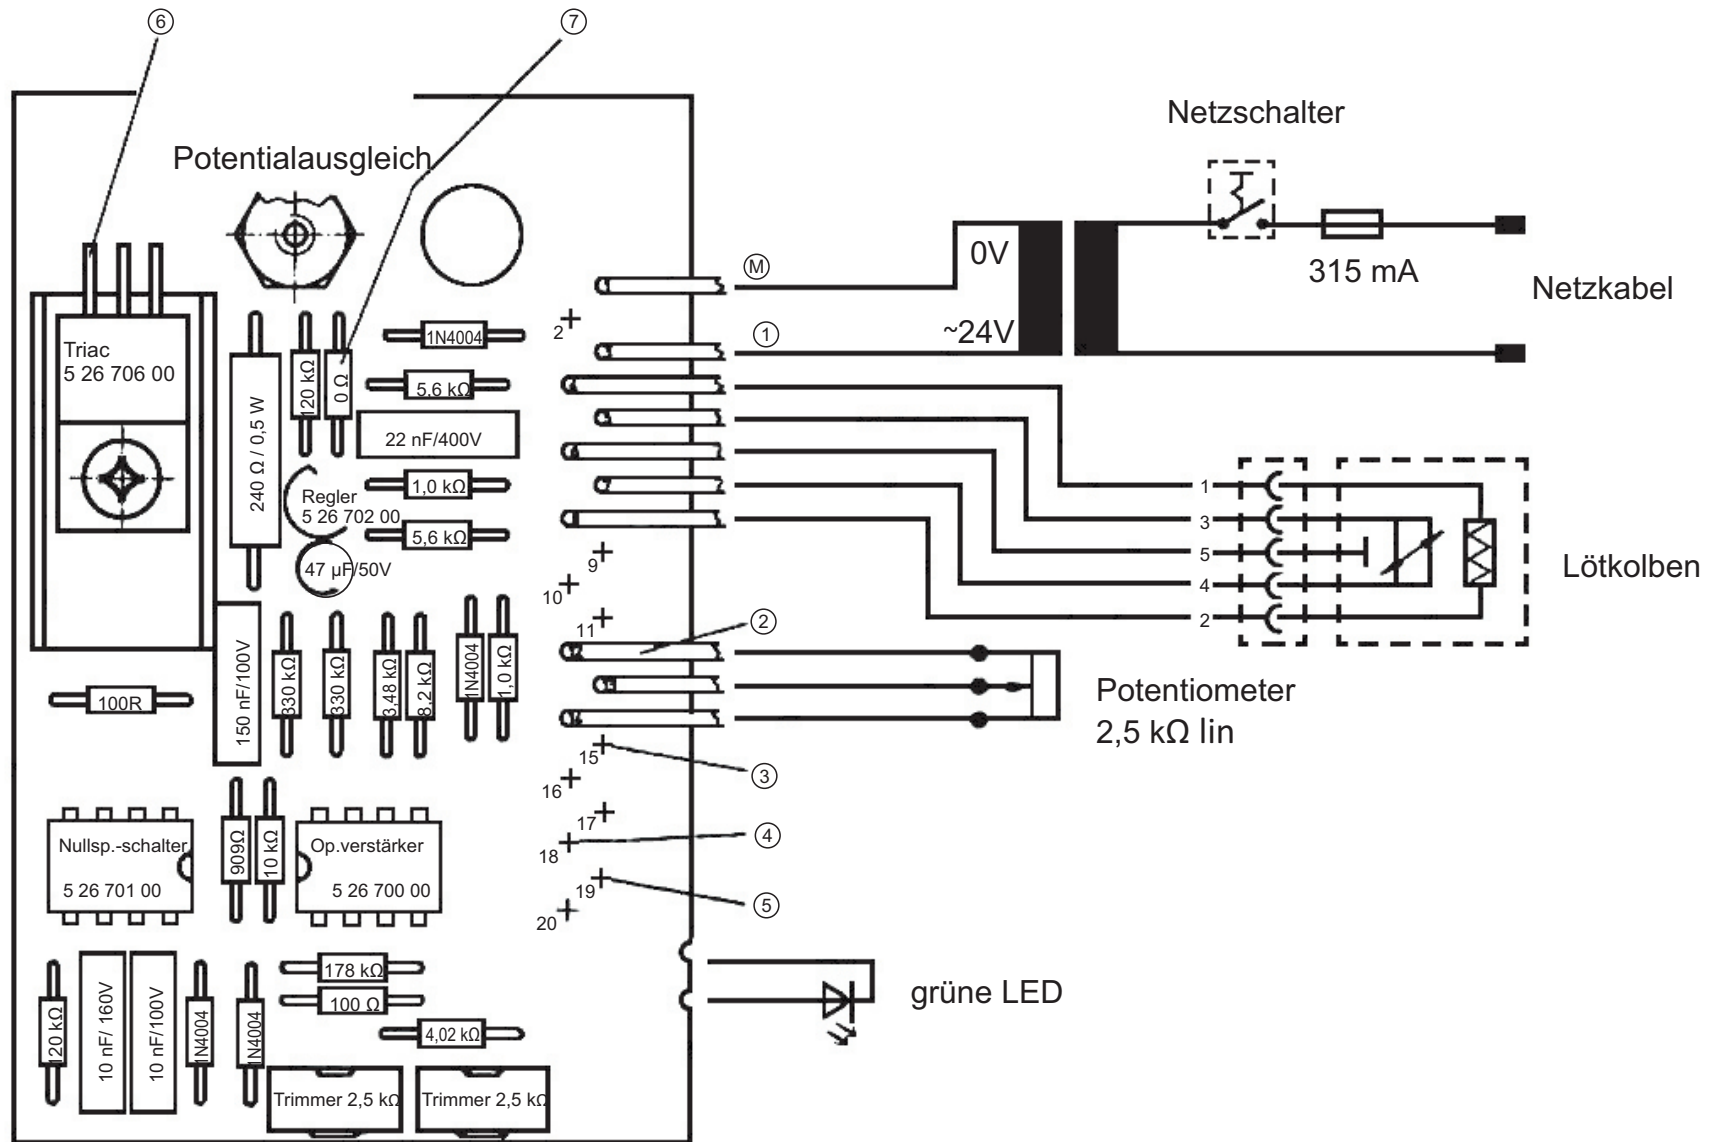 ⑥
⑦
Netzschalter
Potentialausgleich
0V
Ⓜ
315 mA
Netzkabel
2
①
~24V
1N4004
Triac
5 26 706 00
120 kΩ
0 Ω
5,6 kΩ
240 Ω / 0,5 W
22 nF/400V
Regler
5 26 702 00
1,0 kΩ
5,6 kΩ
1
3
5
4
2
Lötkolben
47 µF/50V
9
10
11
②
150 nF/100V
330 kΩ
330 kΩ
3,48 kΩ
8,2 kΩ
1N4004
1,0 kΩ
100R
Potentiometer
2,5 kΩ lin
15
③
16
17
④
18
19
⑤
20
Nullsp.-schalter
5 26 701 00
909Ω
10 kΩ
Op.verstärker
5 26 700 00
178 kΩ
100 Ω
4,02 kΩ
grüne LED
120 kΩ
10 nF/ 160V
10 nF/100V
1N4004
1N4004
Trimmer 2,5 kΩ
Trimmer 2,5 kΩ